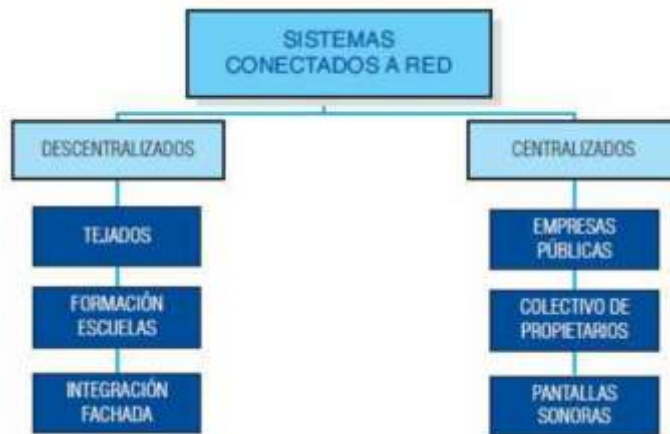 SISTEMAS
CONECTADOS A RED
DESCENTRALIZADOS
CENTRALIZADOS
TEJADOS
EMPRESAS
PÚBLICAS
FORMACIÓN
ESCUELAS
COLECTIVO DE
PROPIETARIOS
INTEGRACIÓN
FACHADA
PANTALLAS
SONORAS